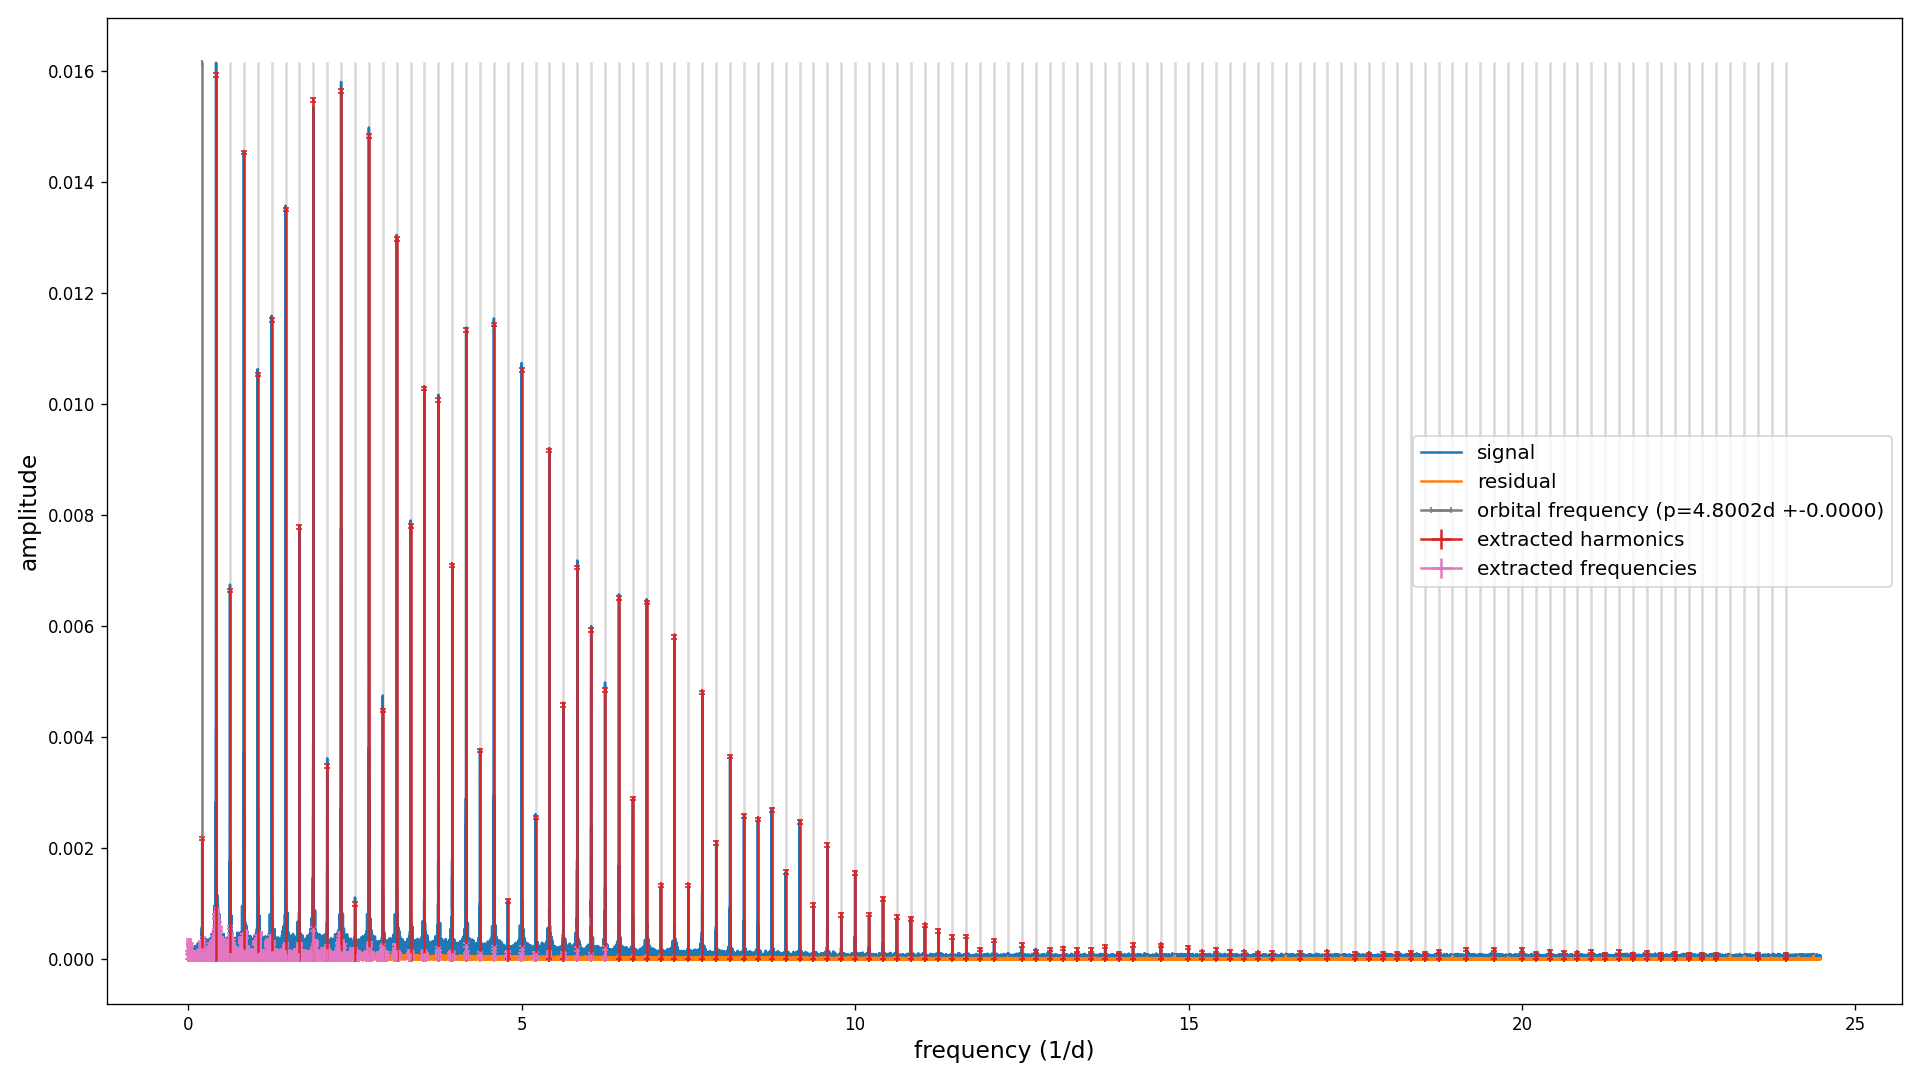 0.016
0.014
0.012
0.010
0.008
0.006
0.004
0.002
0.000
amplitude
signal
residual
orbital frequency (p=4.8002d +-0.0000)
extracted harmonics
extracted frequencies
0
5
10
15
20
25
frequency (1/d)